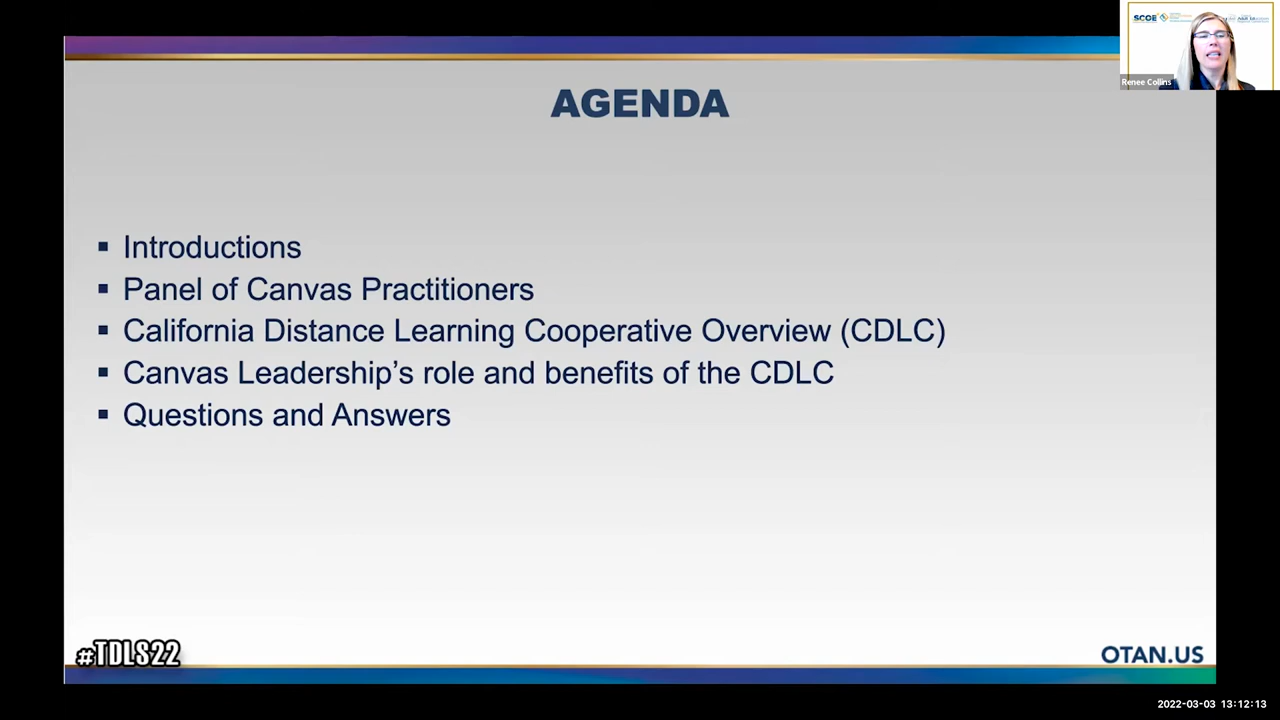 SCOE
Renee Collins
AGENDA
▪ Introductions
▪ Panel of Canvas Practitioners
▪ California Distance Learning Cooperative Overview (CDLC)
▪ Canvas Leadership’s role and benefits of the CDLC
▪ Questions and Answers
#TDLS22
OTAN.US
2022-03-03 13:12:13